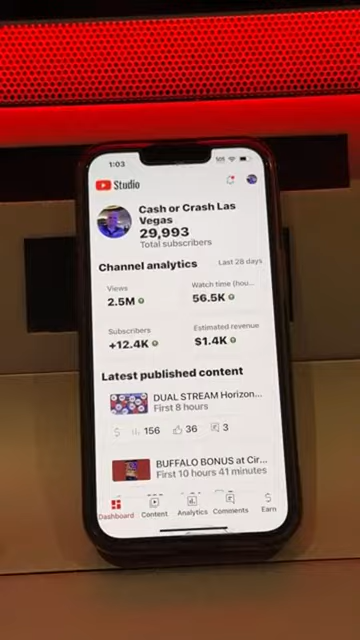 1:03
SOS
Studio
Cash or Crash Las
Vegas
29,993
Total subscribers
Channel analytics
Last 28 days
Views
2.5M
Watch time (hou...
56.5K
Subscribers
+12.4K
Estimated revenue
$1.4K
Latest published content
DUAL STREAM Horizon...
First 8 hours
$ 156 36 3
BUFFALO BONUS at Cir...
First 10 hours 41 minutes
Dashboard
Content
Analytics
Comments
$
Earn